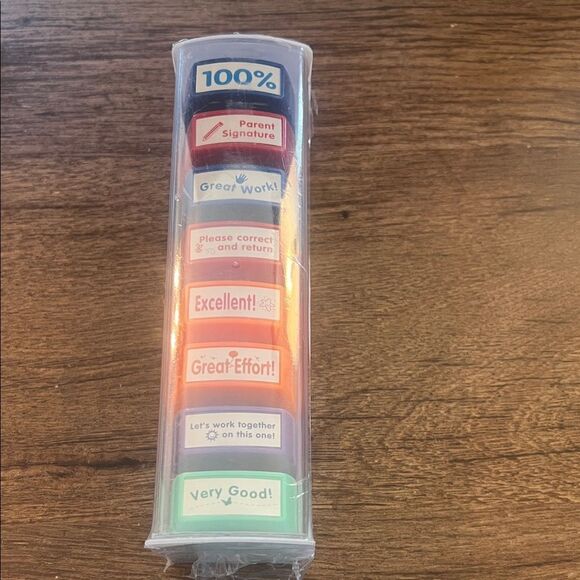 100%
Parent
Signature
Great Work!
Please correct
and return
Excellent!
Great Effort!
Let's work together
on this one!
Very Good!